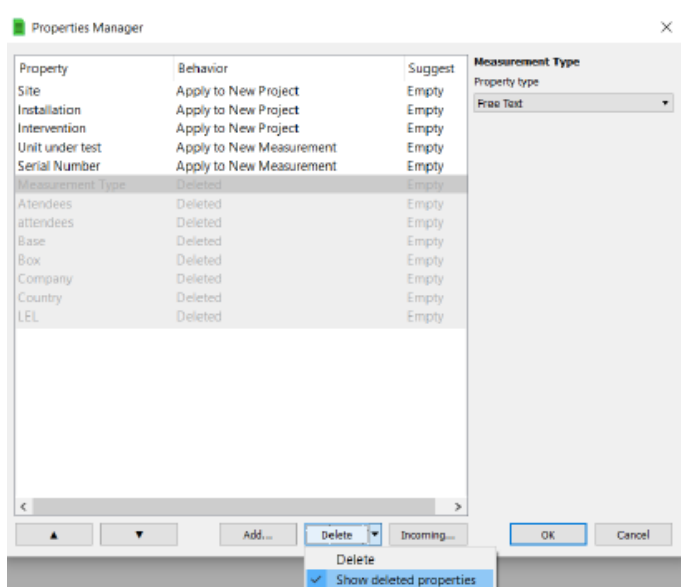 Properties Manager
Property Behavior Suggest
Site Apply to New Project Empty
Installation Apply to New Project Empty
Intervention Apply to New Project Empty
Unit under test Apply to New Measurement Empty
Serial Number Apply to New Measurement Empty
Measurement Type Deleted Empty
Atendees Deleted Empty
attendees Deleted Empty
Base Deleted Empty
Box Deleted Empty
Company Deleted Empty
Country Deleted Empty
LEL Deleted Empty
Measurement Type
Property type
Free Text
Add... Delete Incoming... OK Cancel
Delete
Show deleted properties